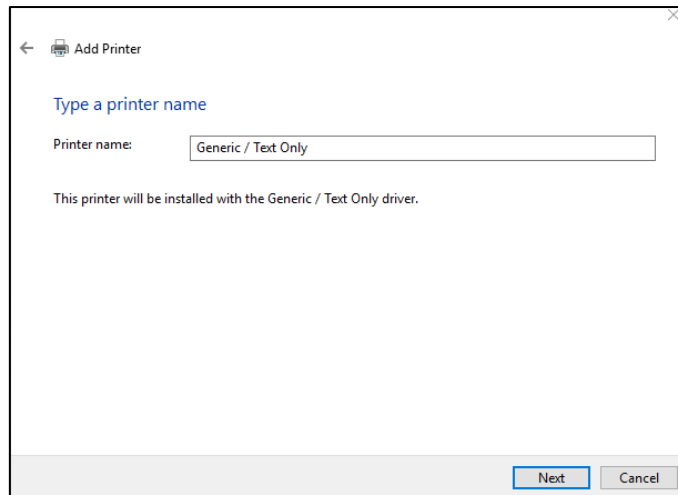 Add Printer
Type a printer name
Printer name:
Generic / Text Only
This printer will be installed with the Generic / Text Only driver.
Next
Cancel